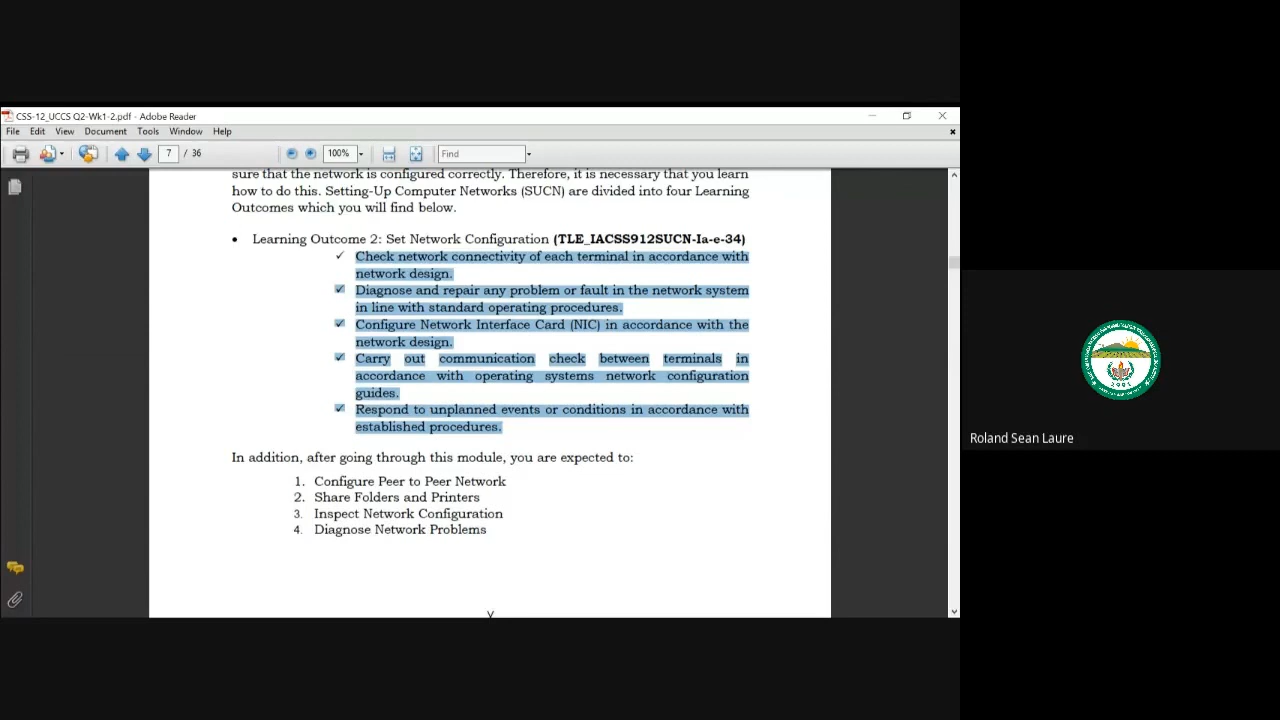 CSS-12_UCCS Q2-Wk1-2.pdf - Adobe Reader
File Edit View Document Tools Window Help
7 / 36 100% Find
sure that the network is configured correctly. Therefore, it is necessary that you learn
how to do this. Setting-Up Computer Networks (SUCN) are divided into four Learning
Outcomes which you will find below.
• Learning Outcome 2: Set Network Configuration (TLE_IACSS912SUCN-Ia-e-34)
✓ Check network connectivity of each terminal in accordance with
network design.
✓ Diagnose and repair any problem or fault in the network system
in line with standard operating procedures.
✓ Configure Network Interface Card (NIC) in accordance with the
network design.
✓ Carry out communication check between terminals in
accordance with operating systems network configuration
guides.
✓ Respond to unplanned events or conditions in accordance with
established procedures.
In addition, after going through this module, you are expected to:
1. Configure Peer to Peer Network
2. Share Folders and Printers
3. Inspect Network Configuration
4. Diagnose Network Problems
v
Roland Sean Laure